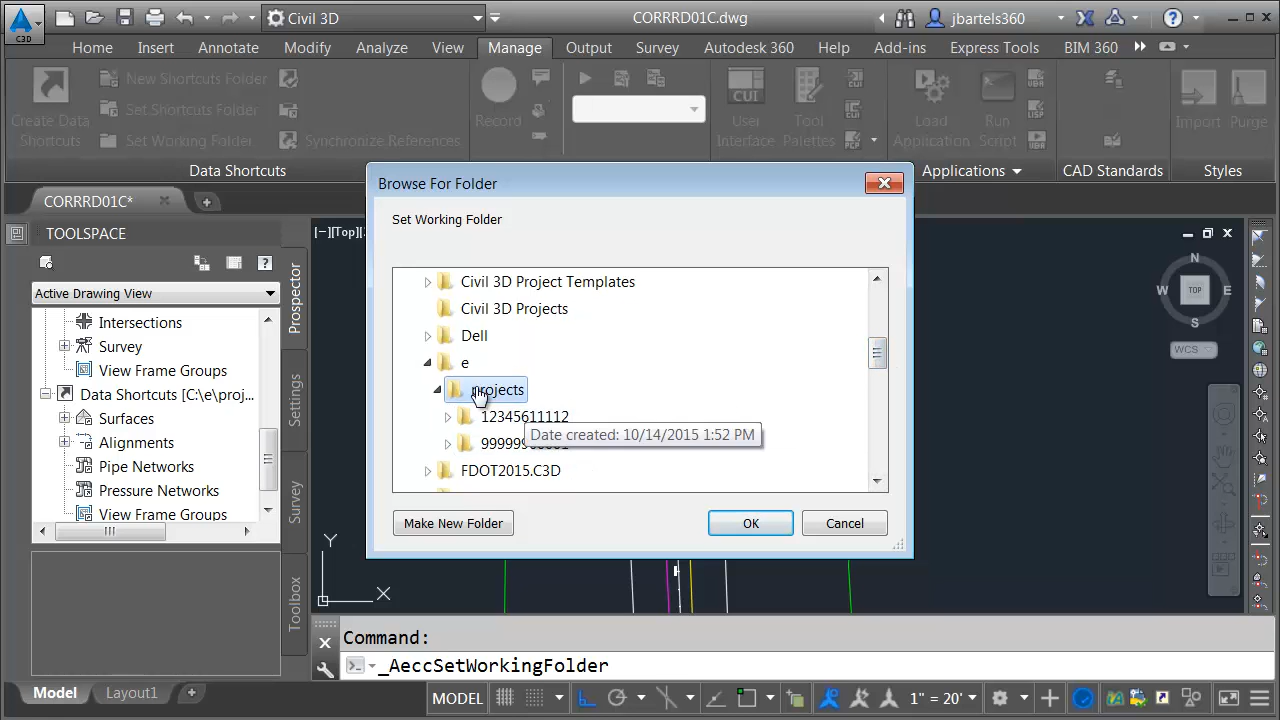 Civil 3D
CORRRD01C.dwg
jbartels360
C3D
Home Insert Annotate Modify Analyze View Manage Output Survey Autodesk 360 Help Add-ins Express Tools BIM 360
New Shortcuts Folder
Set Shortcuts Folder
Create Data Shortcuts
Set Working Folder
Synchronize References
Record
CUI
User Interface
Tool Palettes
Load Application
Run Script
Import
Purge
Data Shortcuts
Applications
CAD Standards
Styles
CORRRD01C*
Browse For Folder
Set Working Folder
TOOLSPACE
[−][Top]
Active Drawing View
Prospector
Settings
Survey
Toolbox
Intersections
Survey
View Frame Groups
Data Shortcuts [C:\e\proj...
Surfaces
Alignments
Pipe Networks
Pressure Networks
View Frame Groups
Civil 3D Project Templates
Civil 3D Projects
Dell
e
projects
12345611112
Date created: 10/14/2015 1:52 PM
FDOT2015.C3D
Make New Folder
OK
Cancel
N
W TOP E
S
WCS
Y
X
Command:
_AeccSetWorkingFolder
Model
Layout1
MODEL
1" = 20'